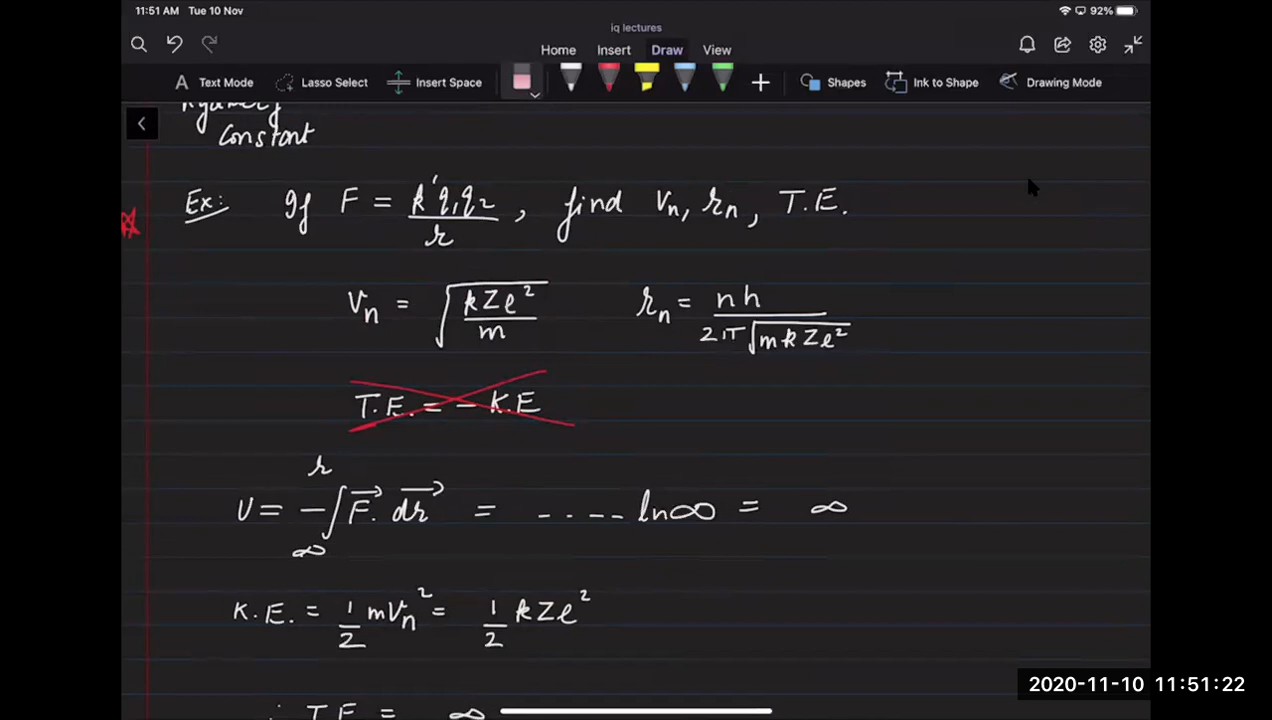 11:51 AM Tue 10 Nov 92%
iq lectures
Home Insert Draw View
Text Mode Lasso Select Insert Space Shapes Ink to Shape Drawing Mode
Constant
Ex: If F = k'q₁q₂/r, find vₙ, rₙ, T.E.
vₙ = √(kZe²/m) rₙ = nh/(2π√(mkZe²))
T.E. = - K.E
U = -∫_∞^r F⃗. dr⃗ = ..... ln∞ = ∞
K.E. = 1/2 mvₙ² = 1/2 kZe²
∴ T.E = ∞
2020-11-10 11:51:22